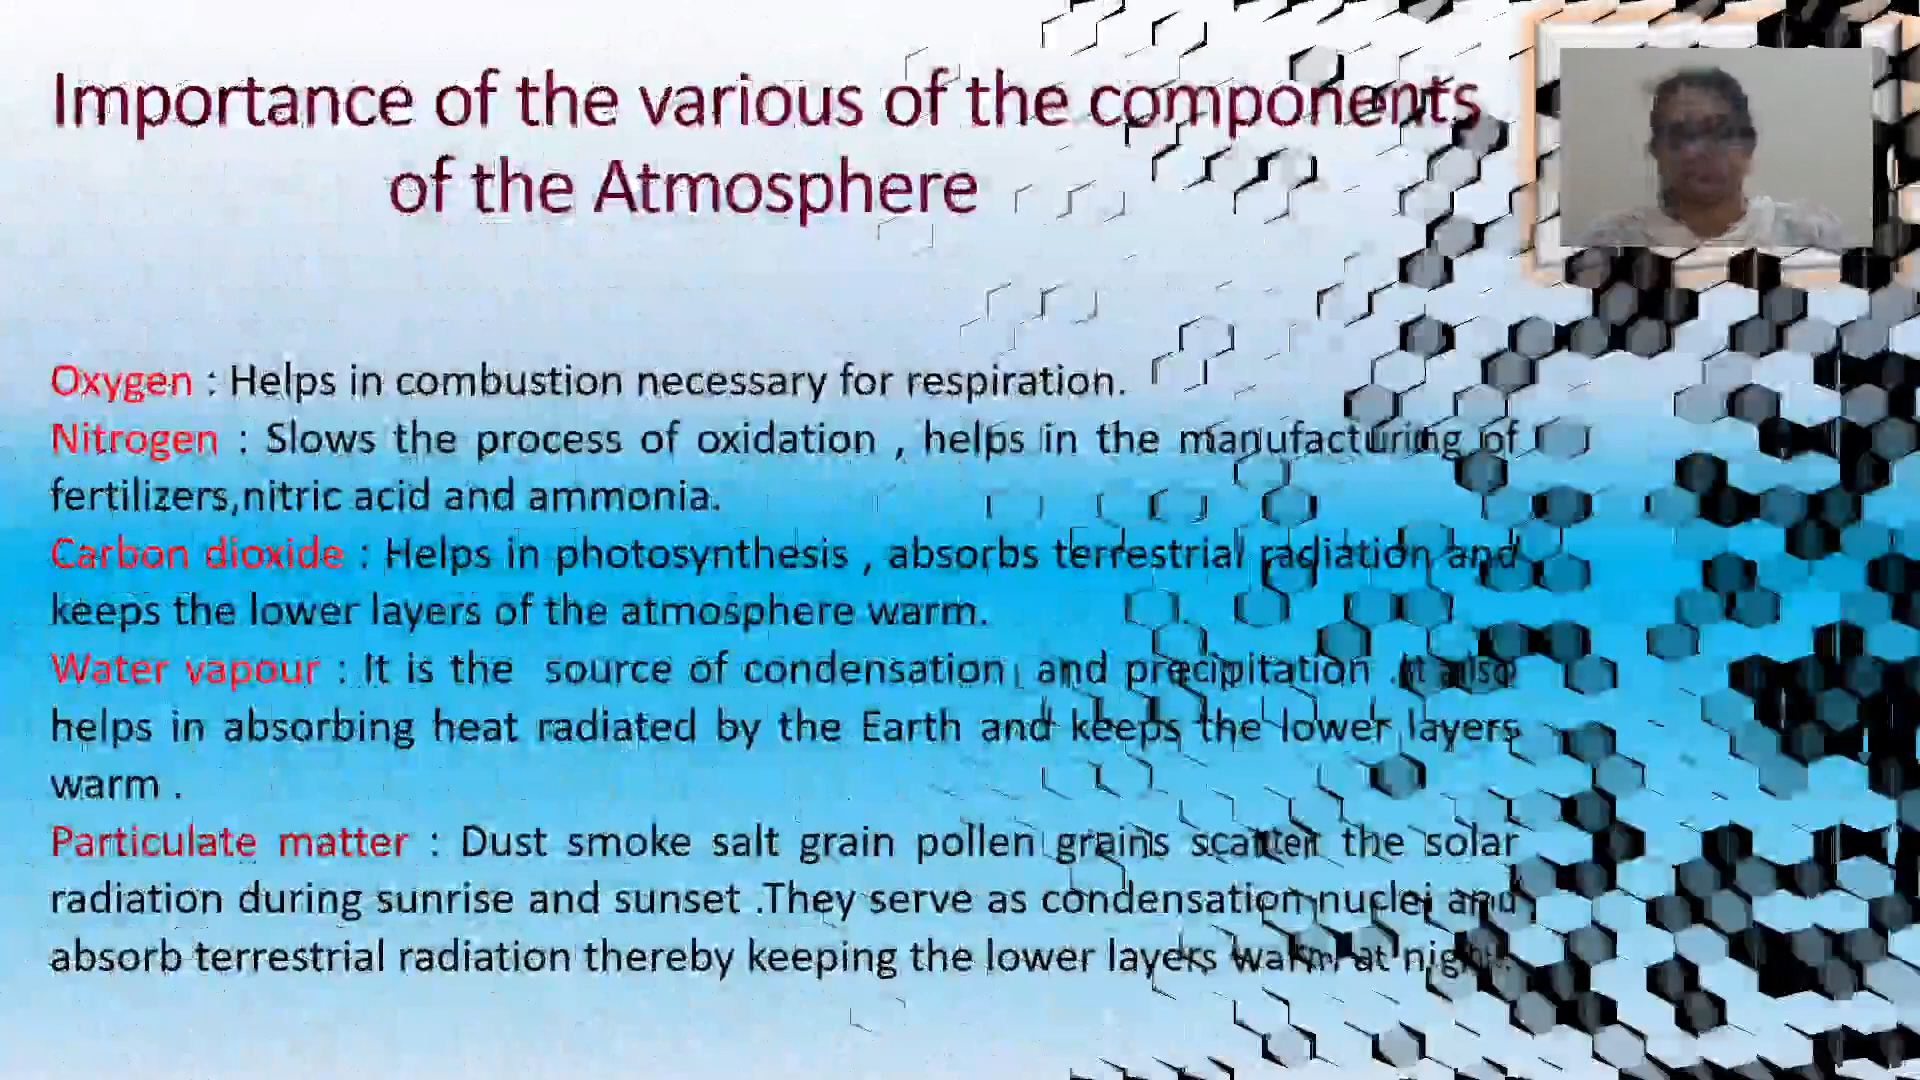 Importance of the various of the components
of the Atmosphere
Oxygen : Helps in combustion necessary for respiration.
Nitrogen : Slows the process of oxidation , helps in the manufacturing of
fertilizers,nitric acid and ammonia.
Carbon dioxide : Helps in photosynthesis , absorbs terrestrial radiation and
keeps the lower layers of the atmosphere warm.
Water vapour : It is the source of condensation and precipitation .It also
helps in absorbing heat radiated by the Earth and keeps the lower layers
warm .
Particulate matter : Dust smoke salt grain pollen grains scatter the solar
radiation during sunrise and sunset .They serve as condensation nuclei and
absorb terrestrial radiation thereby keeping the lower layers warm at night.